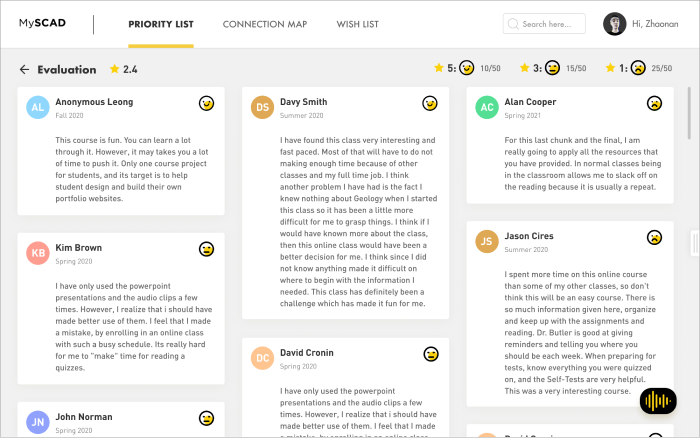 MySCAD
PRIORITY LIST
CONNECTION MAP
WISH LIST
Search here...
Hi, Zhaonan
Evaluation
2.4
5:
10/50
3:
15/50
1:
25/50
AL
Anonymous Leong
Fall 2020
This course is fun. You can learn a lot
through it. However, it may takes you a lot
of time to push it. Only one course project
for students, and its target is to help
student design and build their own
portfolio websites.
KB
Kim Brown
Spring 2020
I have only used the powerpoint
presentations and the audio clips a few
times. However, I realize that i should have
made better use of them. I feel that I made
a mistake, by enrolling in an online class
with such a busy schedule. Its really hard
for me to "make" time for reading a
quizzes.
JN
John Norman
Spring 2020
DS
Davy Smith
Summer 2020
I have found this class very interesting and
fast paced. Most of that will have to do not
making enough time because of other
classes and my full time job. I think
another problem I have had is the fact I
knew nothing about Geology when I started
this class so it has been a little more
difficult for me to grasp things. I think if I
would have known more about the class,
then this online class would have been a
better decision for me. I think since I did
not know anything made it difficult on
where to begin with the information I
needed. This class has definitely been a
challenge which has made it fun for me.
DC
David Cronin
Spring 2020
I have only used the powerpoint
presentations and the audio clips a few
times. However, I realize that i should have
made better use of them. I feel that I made
a mistake, by enrolling in an online class
AC
Alan Cooper
Spring 2021
For this last chunk and the final, I am
really going to apply all the resources that
you have provided. In normal classes being
in the classroom allows me to slack off on
the reading because it is usually a repeat.
JS
Jason Cires
Summer 2020
I spent more time on this online course
than some of my other classes, so don't
think this will be an easy course. There is
so much information given here, organize
and keep up with the assignments and
reading. Dr. Butler is good at giving
reminders and telling you where you
should be each week. When preparing for
tests, know everything you were quizzed
on, and the Self-Tests are very helpful.
This was a very interesting course.
David Cronin